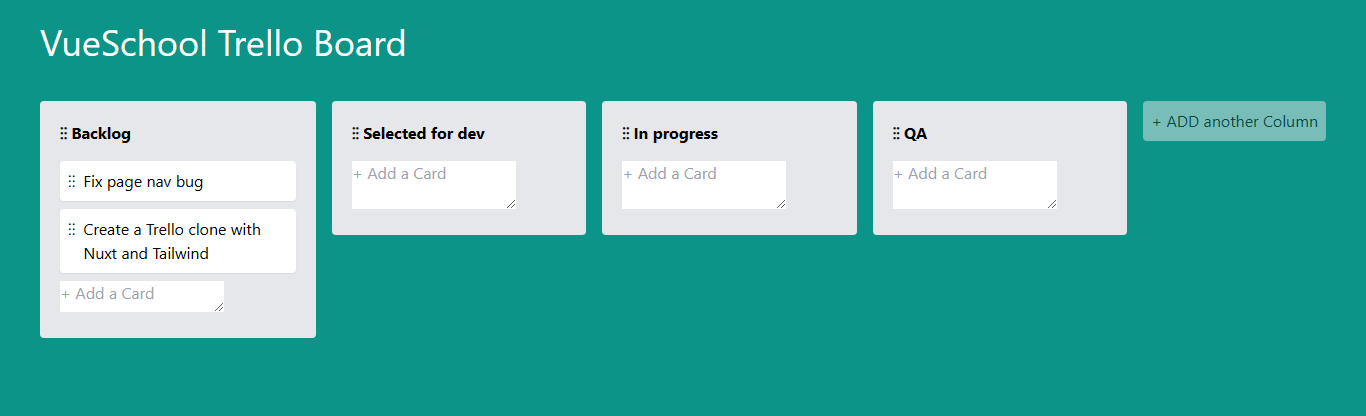 VueSchool Trello Board
Backlog
Fix page nav bug
Create a Trello clone with
Nuxt and Tailwind
+ Add a Card
Selected for dev
+ Add a Card
In progress
+ Add a Card
QA
+ Add a Card
+ ADD another Column